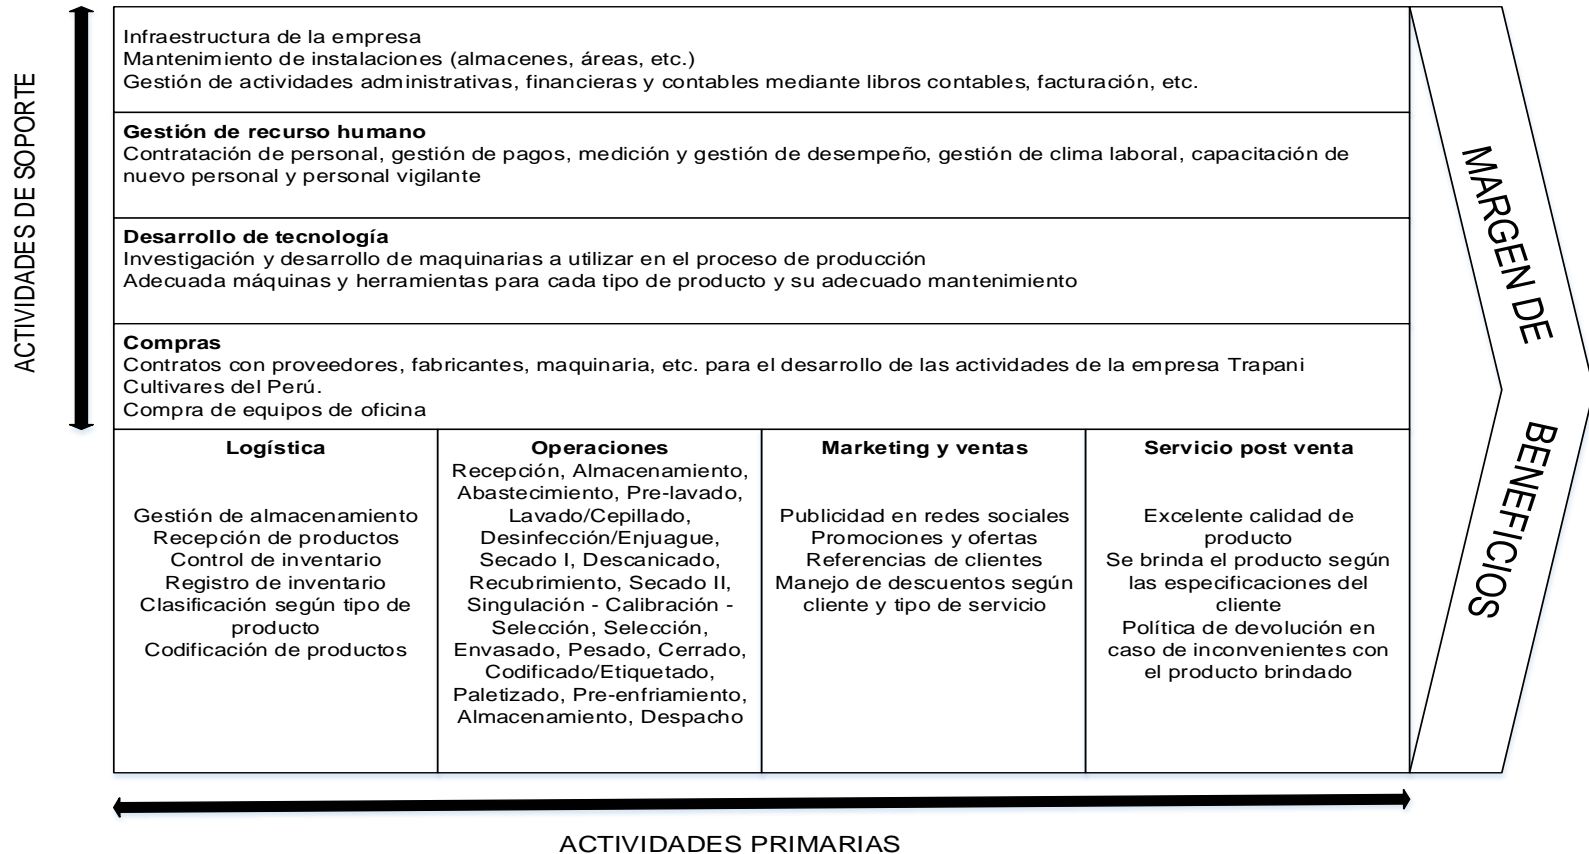 ACTIVIDADES DE SOPORTE
Infraestructura de la empresa
Mantenimiento de instalaciones (almacenes, áreas, etc.)
Gestión de actividades administrativas, financieras y contables mediante libros contables, facturación, etc.
Gestión de recurso humano
Contratación de personal, gestión de pagos, medición y gestión de desempeño, gestión de clima laboral, capacitación de
nuevo personal y personal vigilante
Desarrollo de tecnología
Investigación y desarrollo de maquinarias a utilizar en el proceso de producción
Adecuada máquinas y herramientas para cada tipo de producto y su adecuado mantenimiento
Compras
Contratos con proveedores, fabricantes, maquinaria, etc. para el desarrollo de las actividades de la empresa Trapani
Cultivares del Perú.
Compra de equipos de oficina
Logística
Gestión de almacenamiento
Recepción de productos
Control de inventario
Registro de inventario
Clasificación según tipo de
producto
Codificación de productos
Operaciones
Recepción, Almacenamiento,
Abastecimiento, Pre-lavado,
Lavado/Cepillado,
Desinfección/Enjuague,
Secado I, Descanicado,
Recubrimiento, Secado II,
Singulación - Calibración -
Selección, Selección,
Envasado, Pesado, Cerrado,
Codificado/Etiquetado,
Paletizado, Pre-enfriamiento,
Almacenamiento, Despacho
Marketing y ventas
Publicidad en redes sociales
Promociones y ofertas
Referencias de clientes
Manejo de descuentos según
cliente y tipo de servicio
Servicio post venta
Excelente calidad de
producto
Se brinda el producto según
las especificaciones del
cliente
Política de devolución en
caso de inconvenientes con
el producto brindado
MARGEN DE
BENEFICIOS
ACTIVIDADES PRIMARIAS